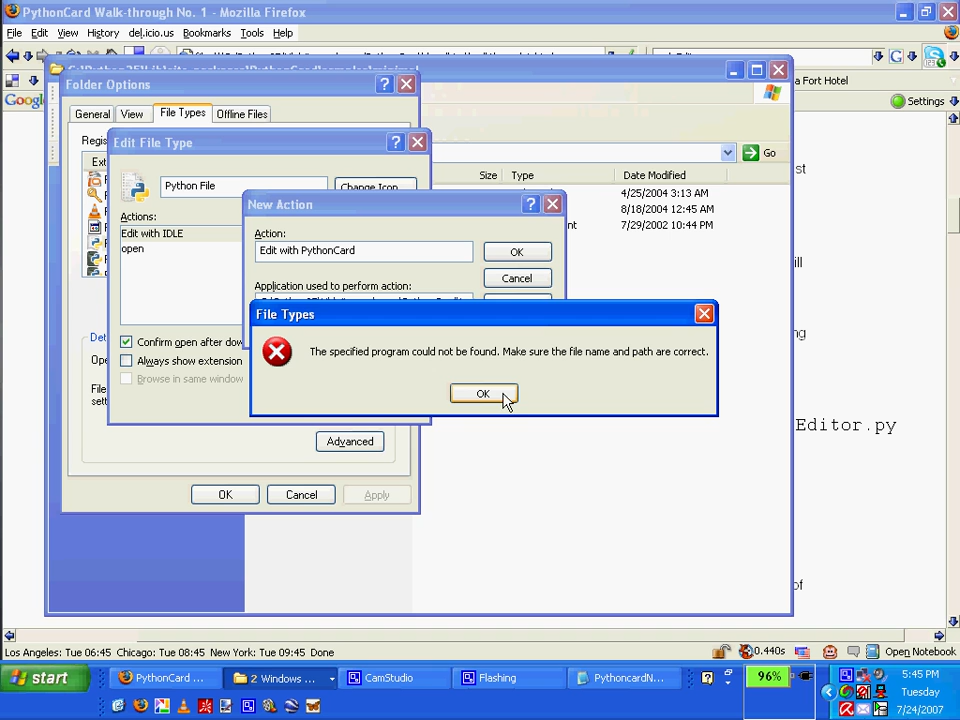 PythonCard Walk-through No. 1 - Mozilla Firefox
File Edit View History del.icio.us Bookmarks Tools Help
a Fort Hotel
Settings
Folder Options
General View File Types Offline Files
Go
Edit File Type
Python File
Change Icon...
Size Type Date Modified
4/25/2004 3:13 AM
8/18/2004 12:45 AM
nt 7/29/2002 10:44 PM
st
ill
Actions:
Edit with IDLE
open
New Action
Action:
Edit with PythonCard
OK
Cancel
Application used to perform action:
File Types
The specified program could not be found. Make sure the file name and path are correct.
OK
Confirm open after dow
Always show extension
Browse in same window
Advanced
OK Cancel Apply
ng
Editor.py
of
Los Angeles: Tue 06:45 Chicago: Tue 08:45 New York: Tue 09:45 Done
0.440s
Open Notebook
start
PythonCard ...
2 Windows ...
CamStudio
Flashing
PythoncardN...
96%
5:45 PM
Tuesday
7/24/2007